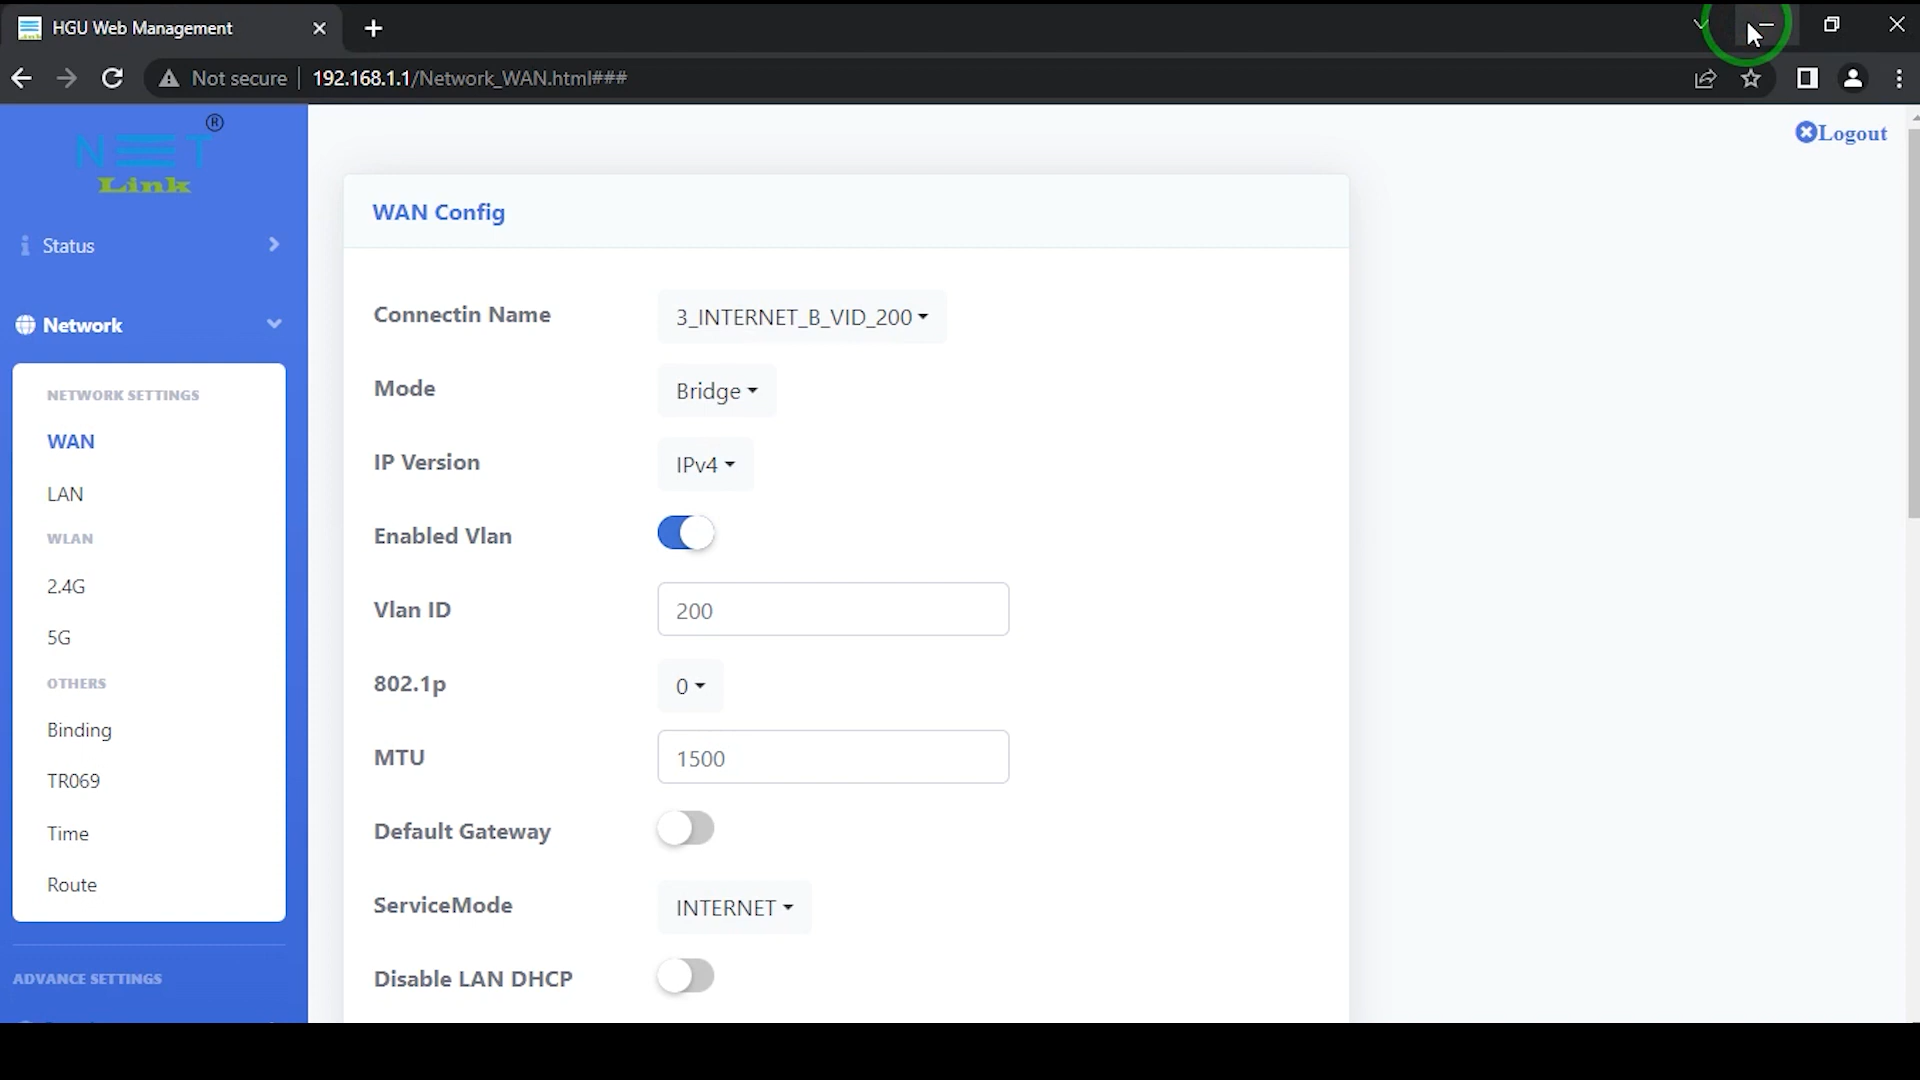 HGU Web Management
Not secure
192.168.1.1/Network_WAN.html###
NEET ®
Link
Logout
Status
Network
NETWORK SETTINGS
WAN
LAN
WLAN
2.4G
5G
OTHERS
Binding
TR069
Time
Route
ADVANCE SETTINGS
WAN Config
Connectin Name
3_INTERNET_B_VID_200
Mode
Bridge
IP Version
IPv4
Enabled Vlan
Vlan ID
200
802.1p
0
MTU
1500
Default Gateway
ServiceMode
INTERNET
Disable LAN DHCP